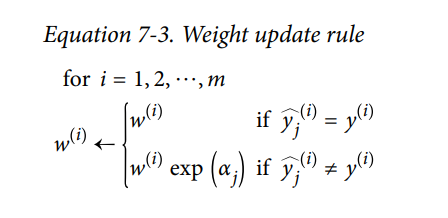 Equation 7-3. Weight update rule
for i = 1, 2, ⋯, m
w^(i) ← { w^(i) if ŷ_j^(i) = y^(i)
w^(i) exp (α_j) if ŷ_j^(i) ≠ y^(i)